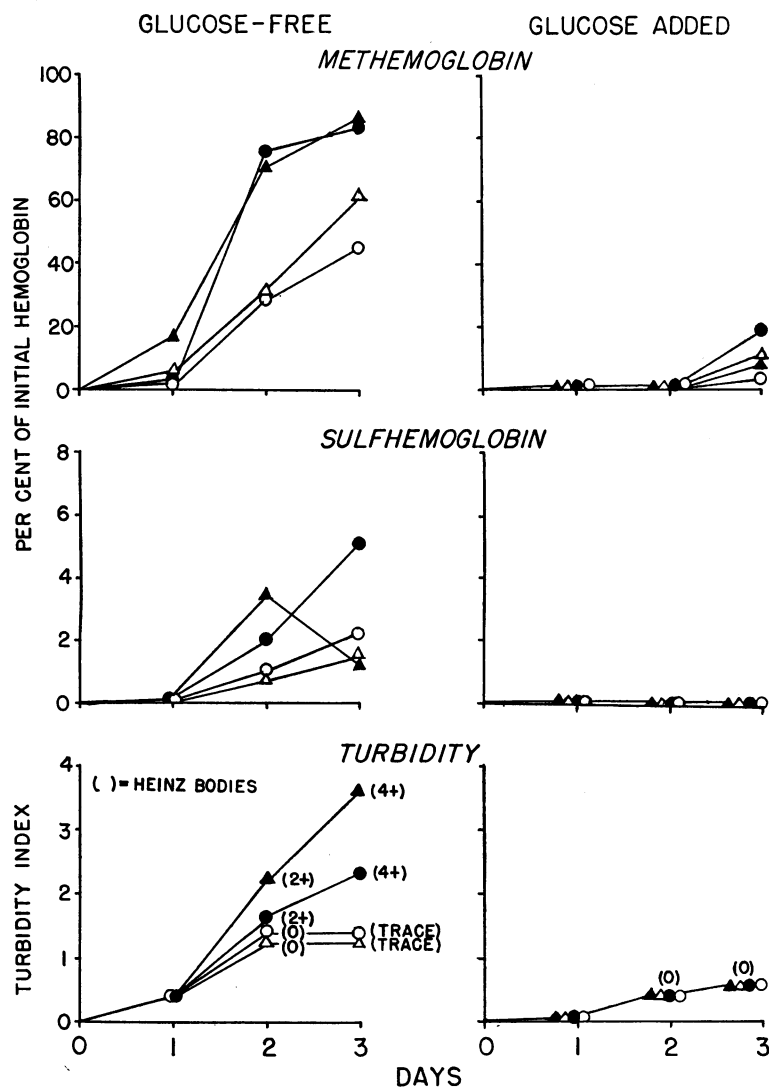 GLUCOSE-FREE GLUCOSE ADDED
METHEMOGLOBIN
100
80
60
40
20
0
PER CENT OF INITIAL HEMOGLOBIN
SULFHEMOGLOBIN
8
6
4
2
0
TURBIDITY
( )= HEINZ BODIES
4
3
2
1
0
TURBIDITY INDEX
(4+)
(2+)
(4+)
(2+)
(0)
(TRACE)
(0)
(TRACE)
(0)
(0)
0 1 2 3 0 1 2 3
DAYS